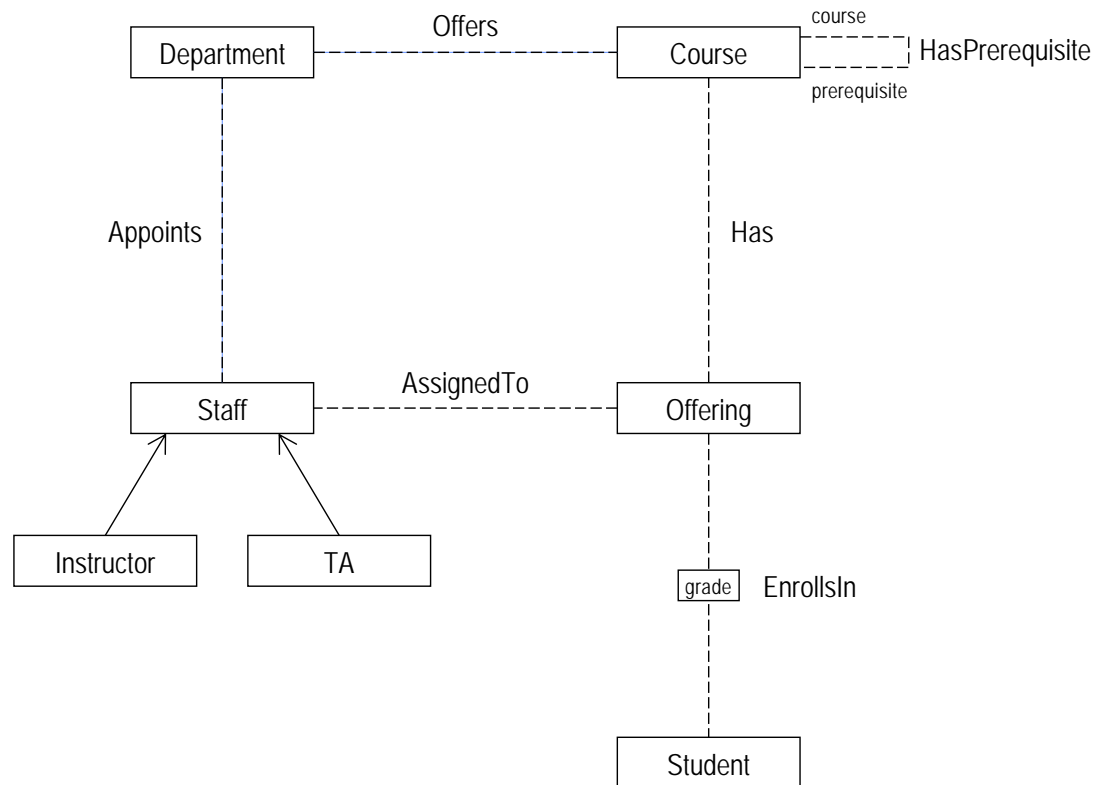 course
Offers
Department
Course
HasPrerequisite
prerequisite
Appoints
Has
AssignedTo
Staff
Offering
Instructor
TA
grade
EnrollsIn
Student